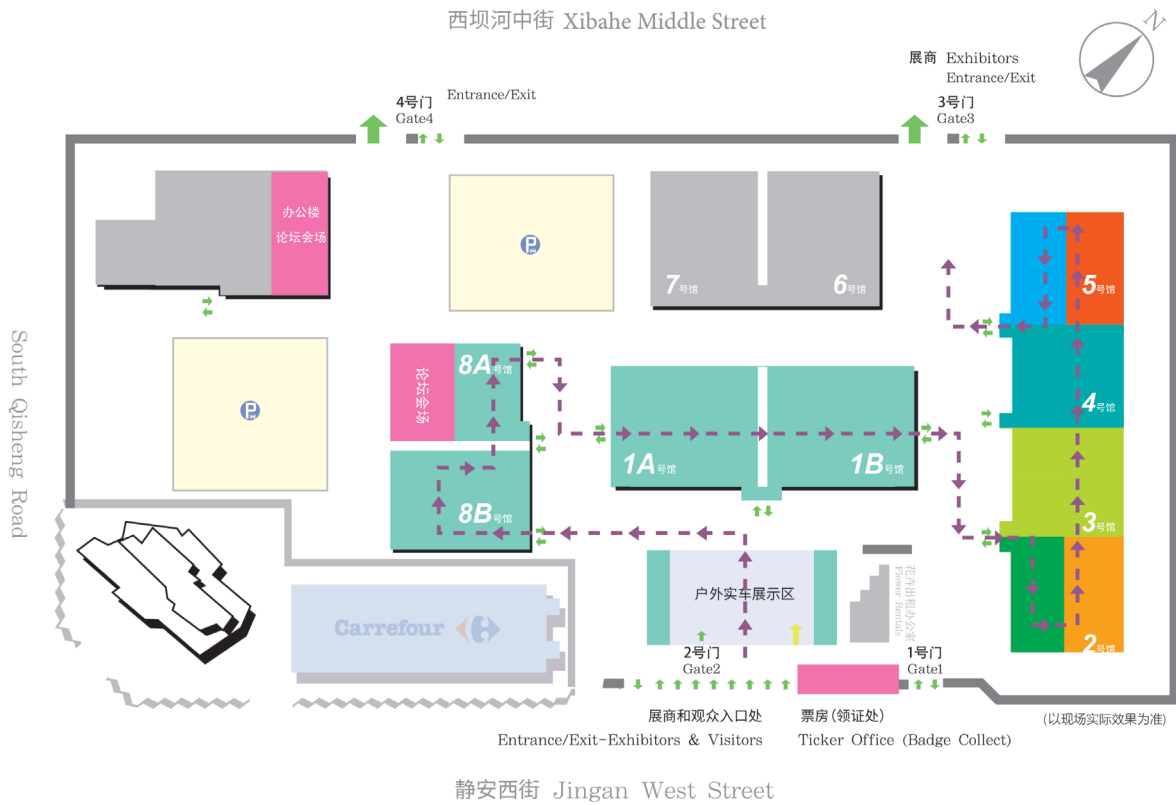 西坝河中街 Xibahe Middle Street
N
展商 Exhibitors
Entrance/Exit
4号门
Gate4
Entrance/Exit
3号门
Gate3
办公楼
论坛会场
P
7号馆
6号馆
5号馆
South Qisheng Road
P
论坛会场
8A号馆
4号馆
1A号馆
1B号馆
8B号馆
3号馆
户外实车展示区
花卉出租办公室
Flower Rentals
Carrefour
2号馆
2号门
Gate2
1号门
Gate1
展商和观众入口处
票房(领证处)
(以现场实际效果为准)
Entrance/Exit-Exhibitors & Visitors
Ticker Office (Badge Collect)
静安西街 Jingan West Street